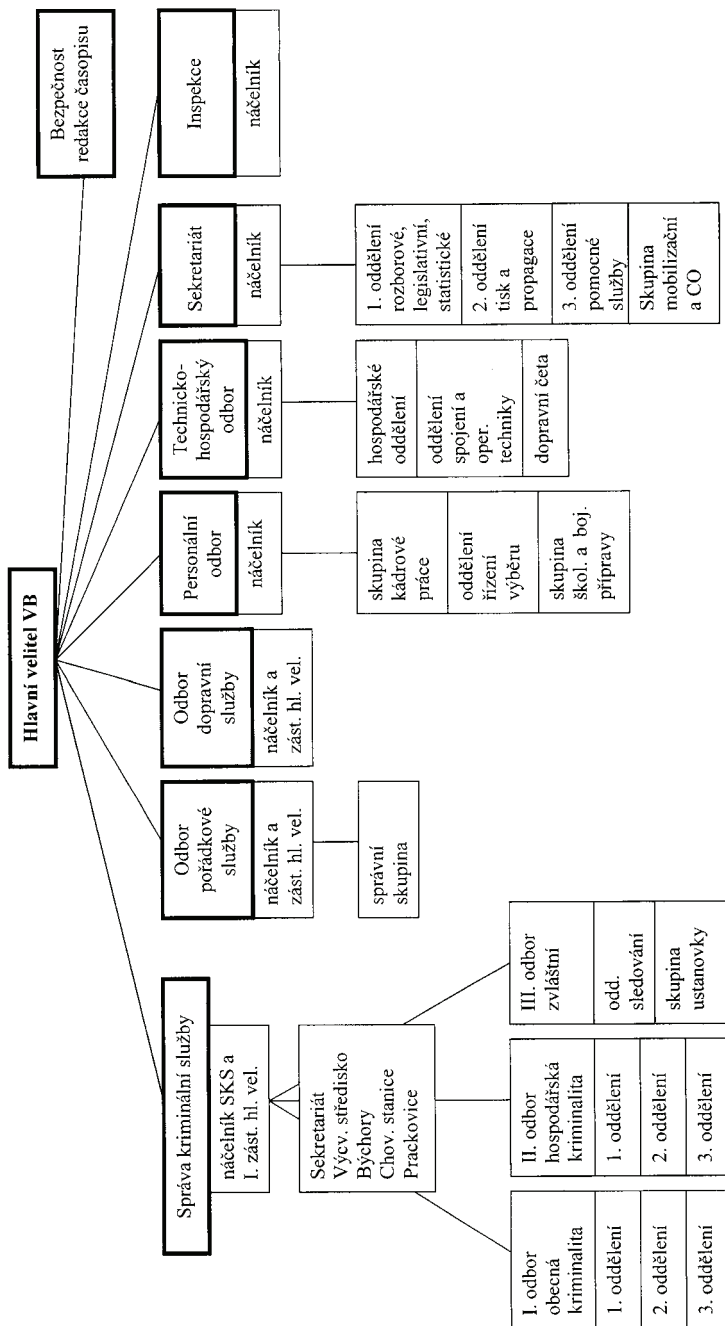 Hlavní velitel VB
Bezpečnost
redakce časopisu
Správa kriminální služby
náčelník SKS a
I. zást. hl. vel.
Sekretariát
Výcv. středisko
Býchory
Chov. stanice
Prackovice
I. odbor
obecná
kriminalita
1. oddělení
2. oddělení
3. oddělení
II. odbor
hospodářská
kriminalita
1. oddělení
2. oddělení
3. oddělení
III. odbor
zvláštní
odd.
sledování
skupina
ustanovky
Odbor
pořádkové
služby
náčelník a
zást. hl. vel.
správní
skupina
Odbor
dopravní
služby
náčelník a
zást. hl. vel.
Personální
odbor
náčelník
skupina
kádrové
práce
oddělení
řízení
výběru
skupina
škol. a boj.
přípravy
Technicko-
hospodářský
odbor
náčelník
hospodářské
oddělení
oddělení
spojení a
oper.
techniky
dopravní četa
Sekretariát
náčelník
1. oddělení
rozborové,
legislativní,
statistické
2. oddělení
tisk a
propagace
3. oddělení
pomocné
služby
Skupina
mobilizační
a CO
Inspekce
náčelník